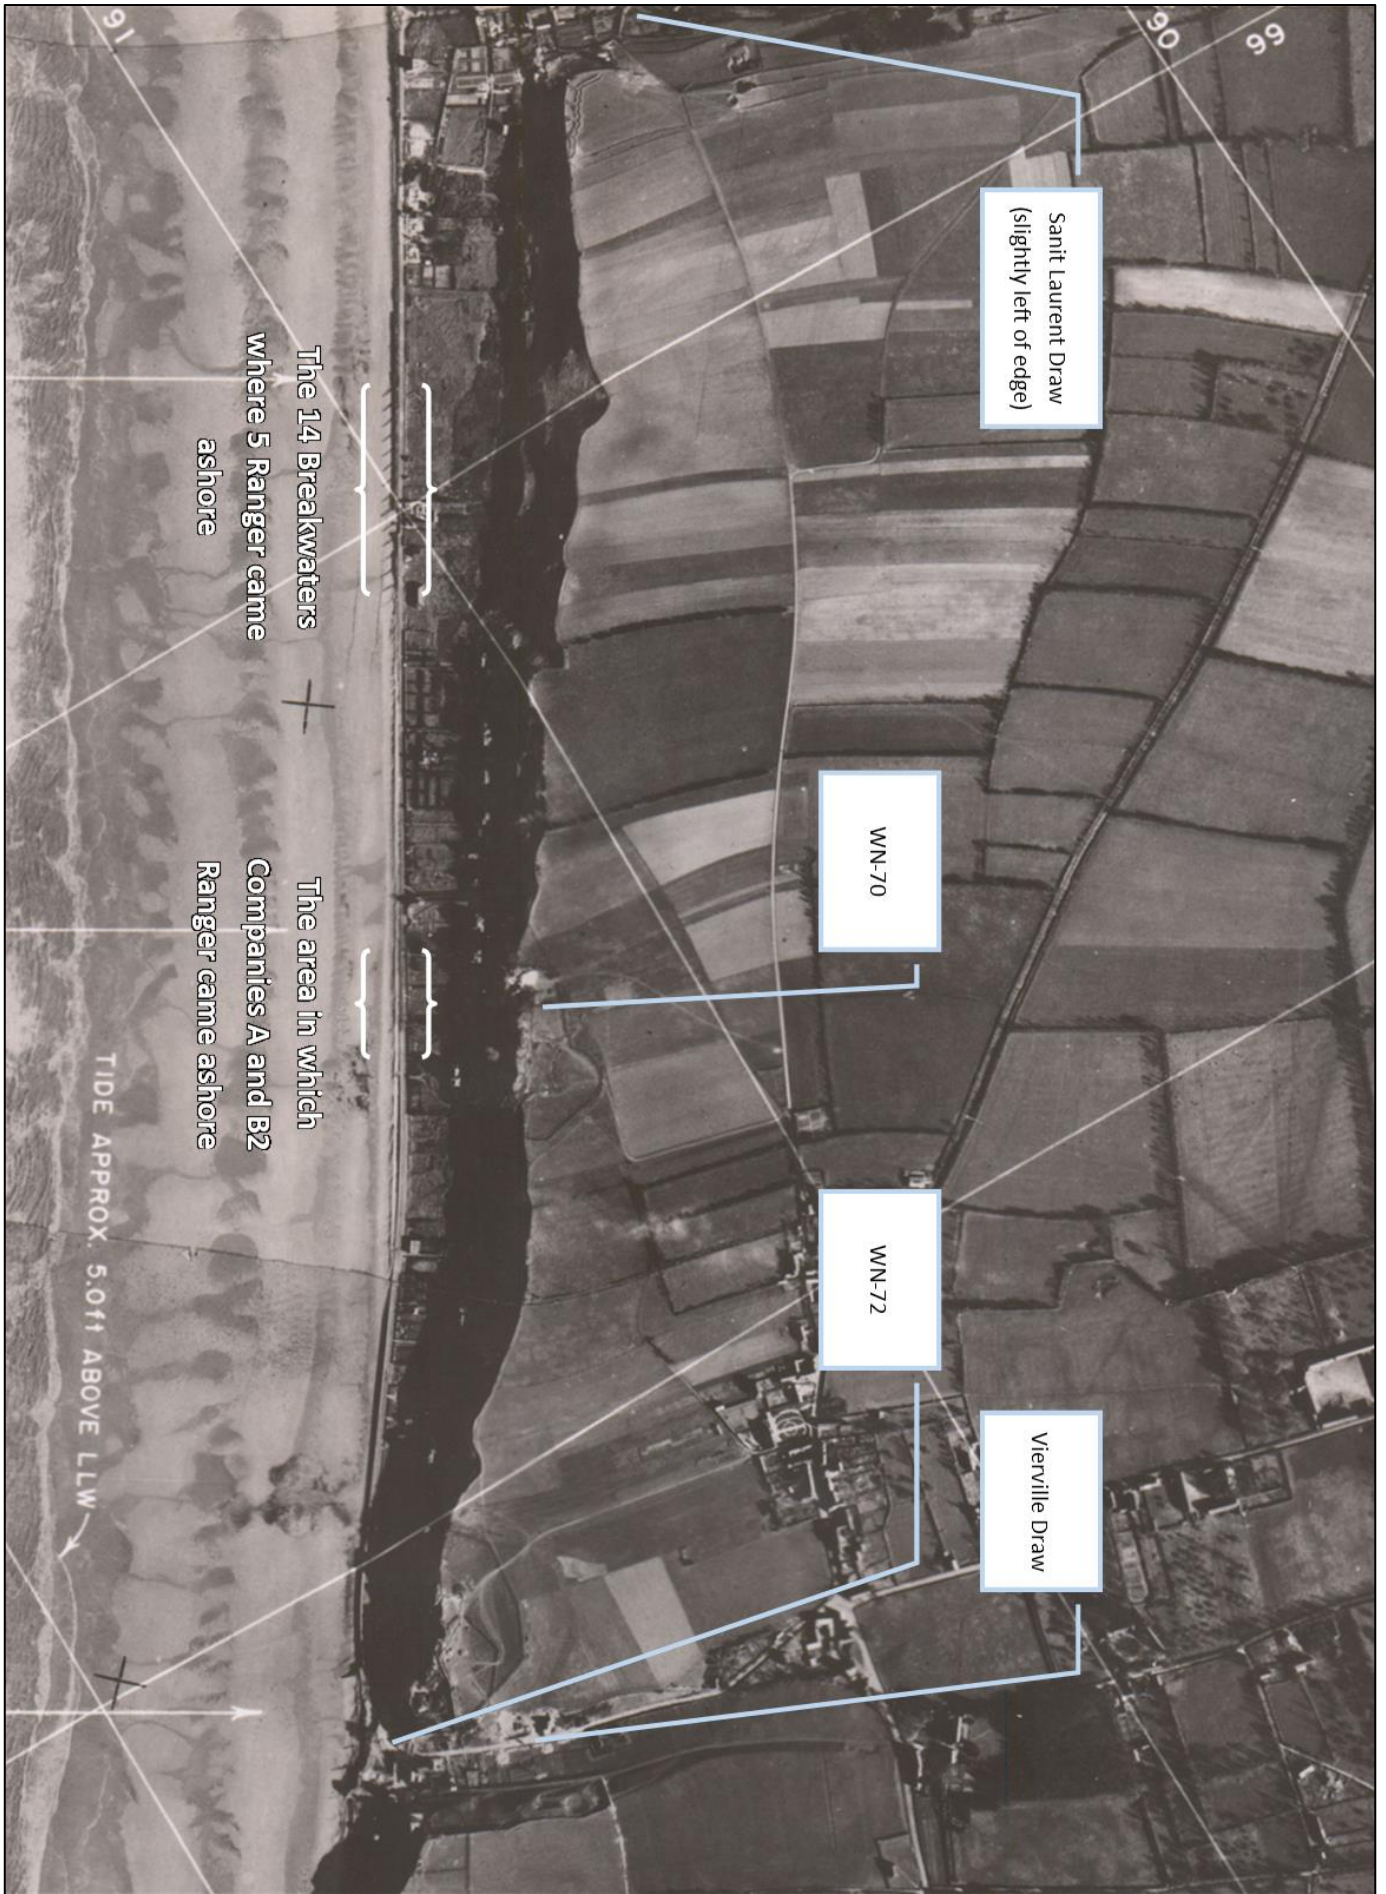 66
90
91
Sanit Laurent Draw
(slightly left of edge)
Vierville Draw
WN-70
WN-72
The 14 Breakwaters
where 5 Ranger came
ashore
The area in which
Companies A and B2
Ranger came ashore
TIDE APPROX. 5.0ft ABOVE LLW